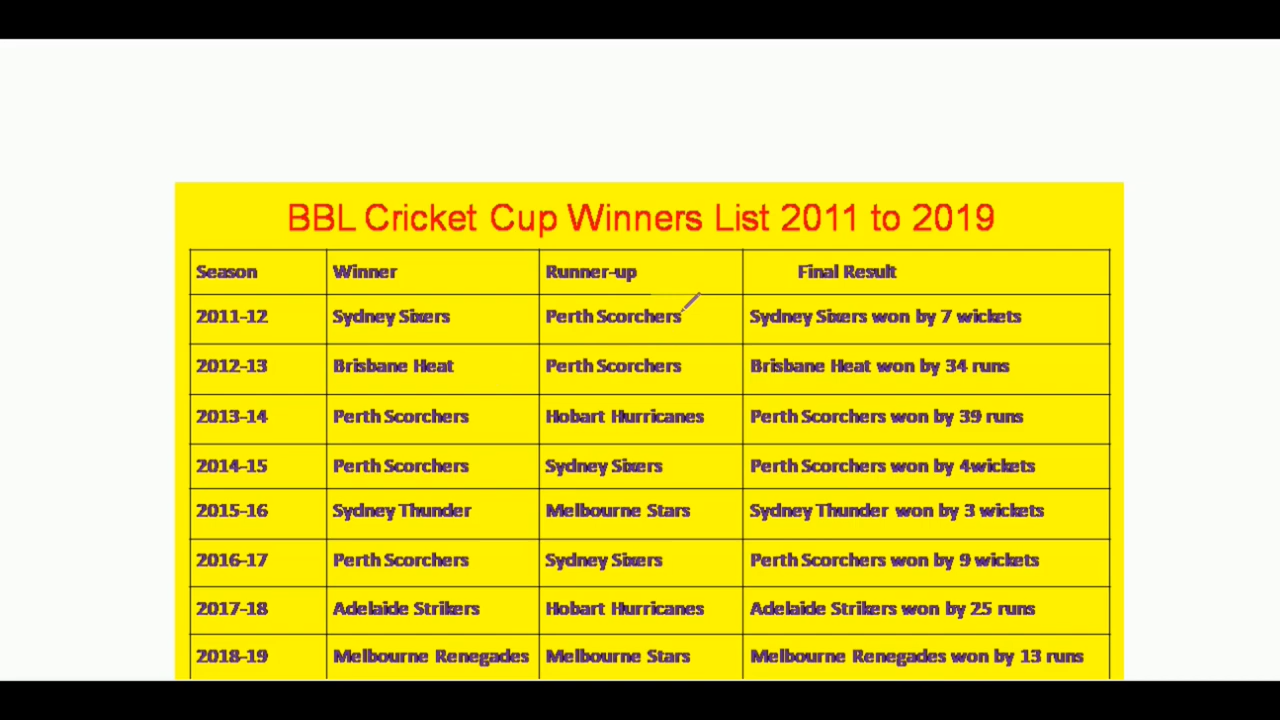 BBL Cricket Cup Winners List 2011 to 2019
Season Winner Runner-up Final Result
2011-12 Sydney Sixers Perth Scorchers Sydney Sixers won by 7 wickets
2012-13 Brisbane Heat Perth Scorchers Brisbane Heat won by 34 runs
2013-14 Perth Scorchers Hobart Hurricanes Perth Scorchers won by 39 runs
2014-15 Perth Scorchers Sydney Sixers Perth Scorchers won by 4wickets
2015-16 Sydney Thunder Melbourne Stars Sydney Thunder won by 3 wickets
2016-17 Perth Scorchers Sydney Sixers Perth Scorchers won by 9 wickets
2017-18 Adelaide Strikers Hobart Hurricanes Adelaide Strikers won by 25 runs
2018-19 Melbourne Renegades Melbourne Stars Melbourne Renegades won by 13 runs